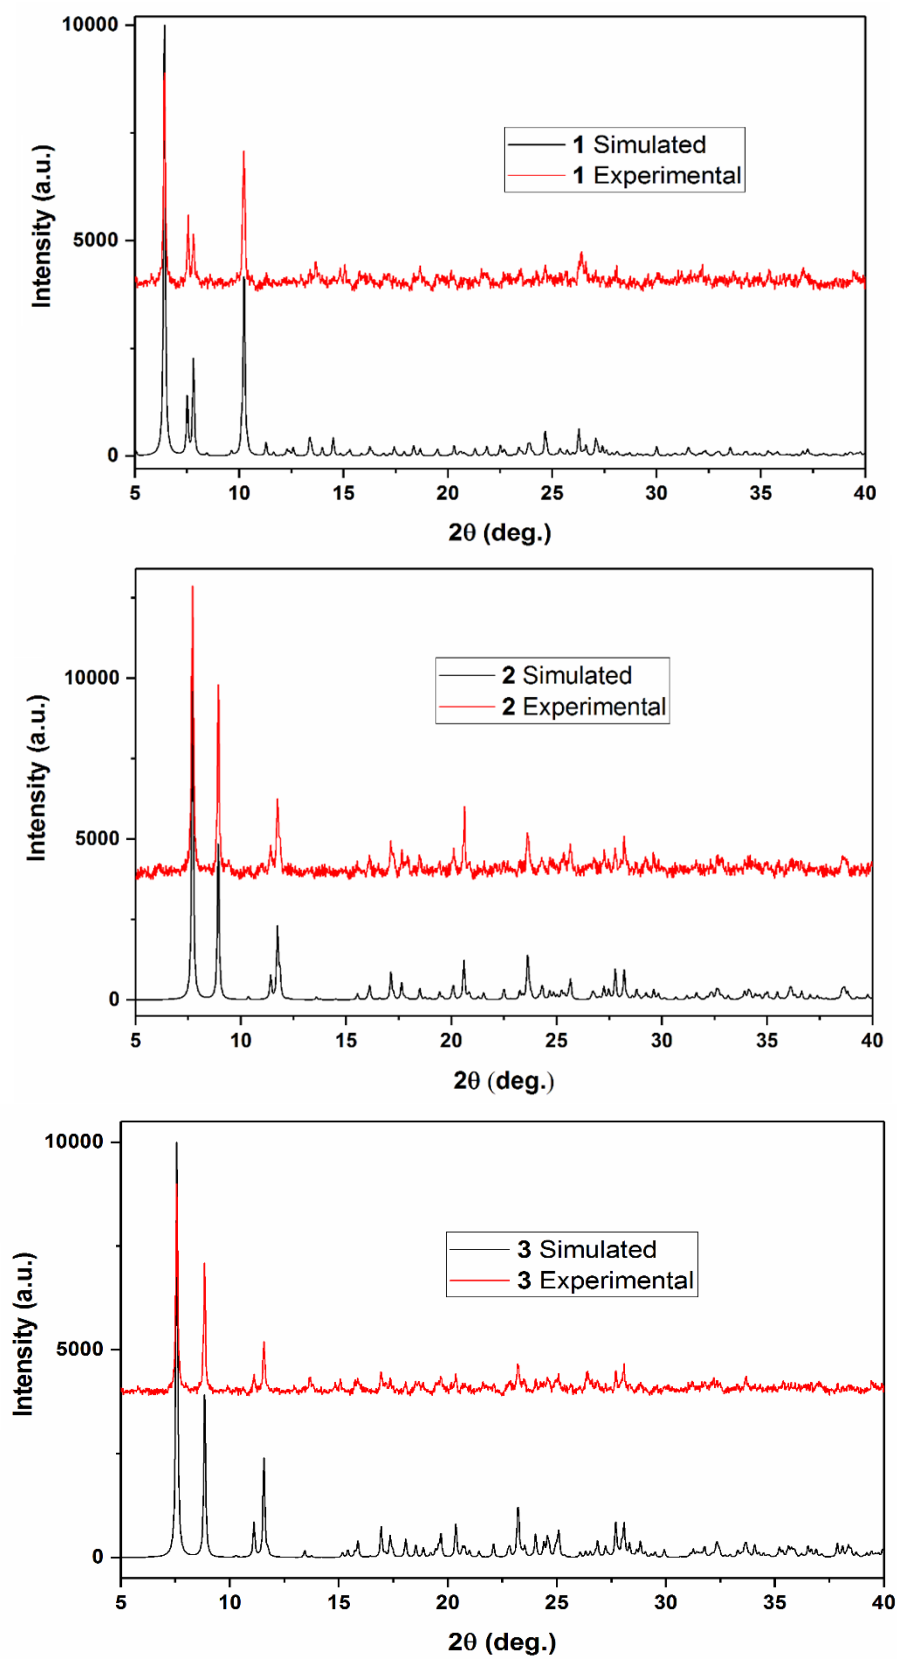 10000
5000
0
Intensity (a.u.)
1 Simulated
1 Experimental
5 10 15 20 25 30 35 40
2θ (deg.)
10000
5000
0
Intensity (a.u.)
2 Simulated
2 Experimental
5 10 15 20 25 30 35 40
2θ (deg.)
10000
5000
0
Intensity (a.u.)
3 Simulated
3 Experimental
5 10 15 20 25 30 35 40
2θ (deg.)